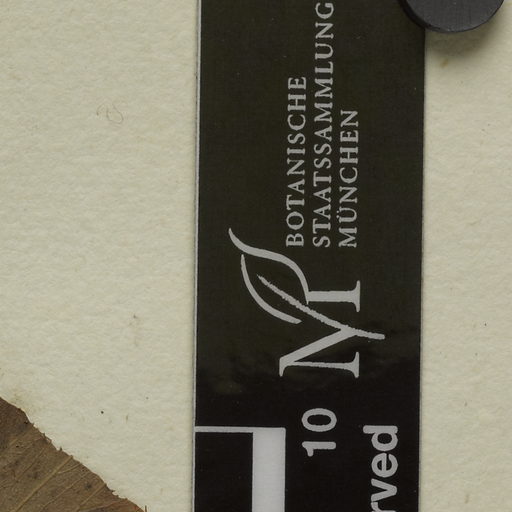 BOTANISCHE
STAATSSAMMLUNG
MÜNCHEN
M
10
rved